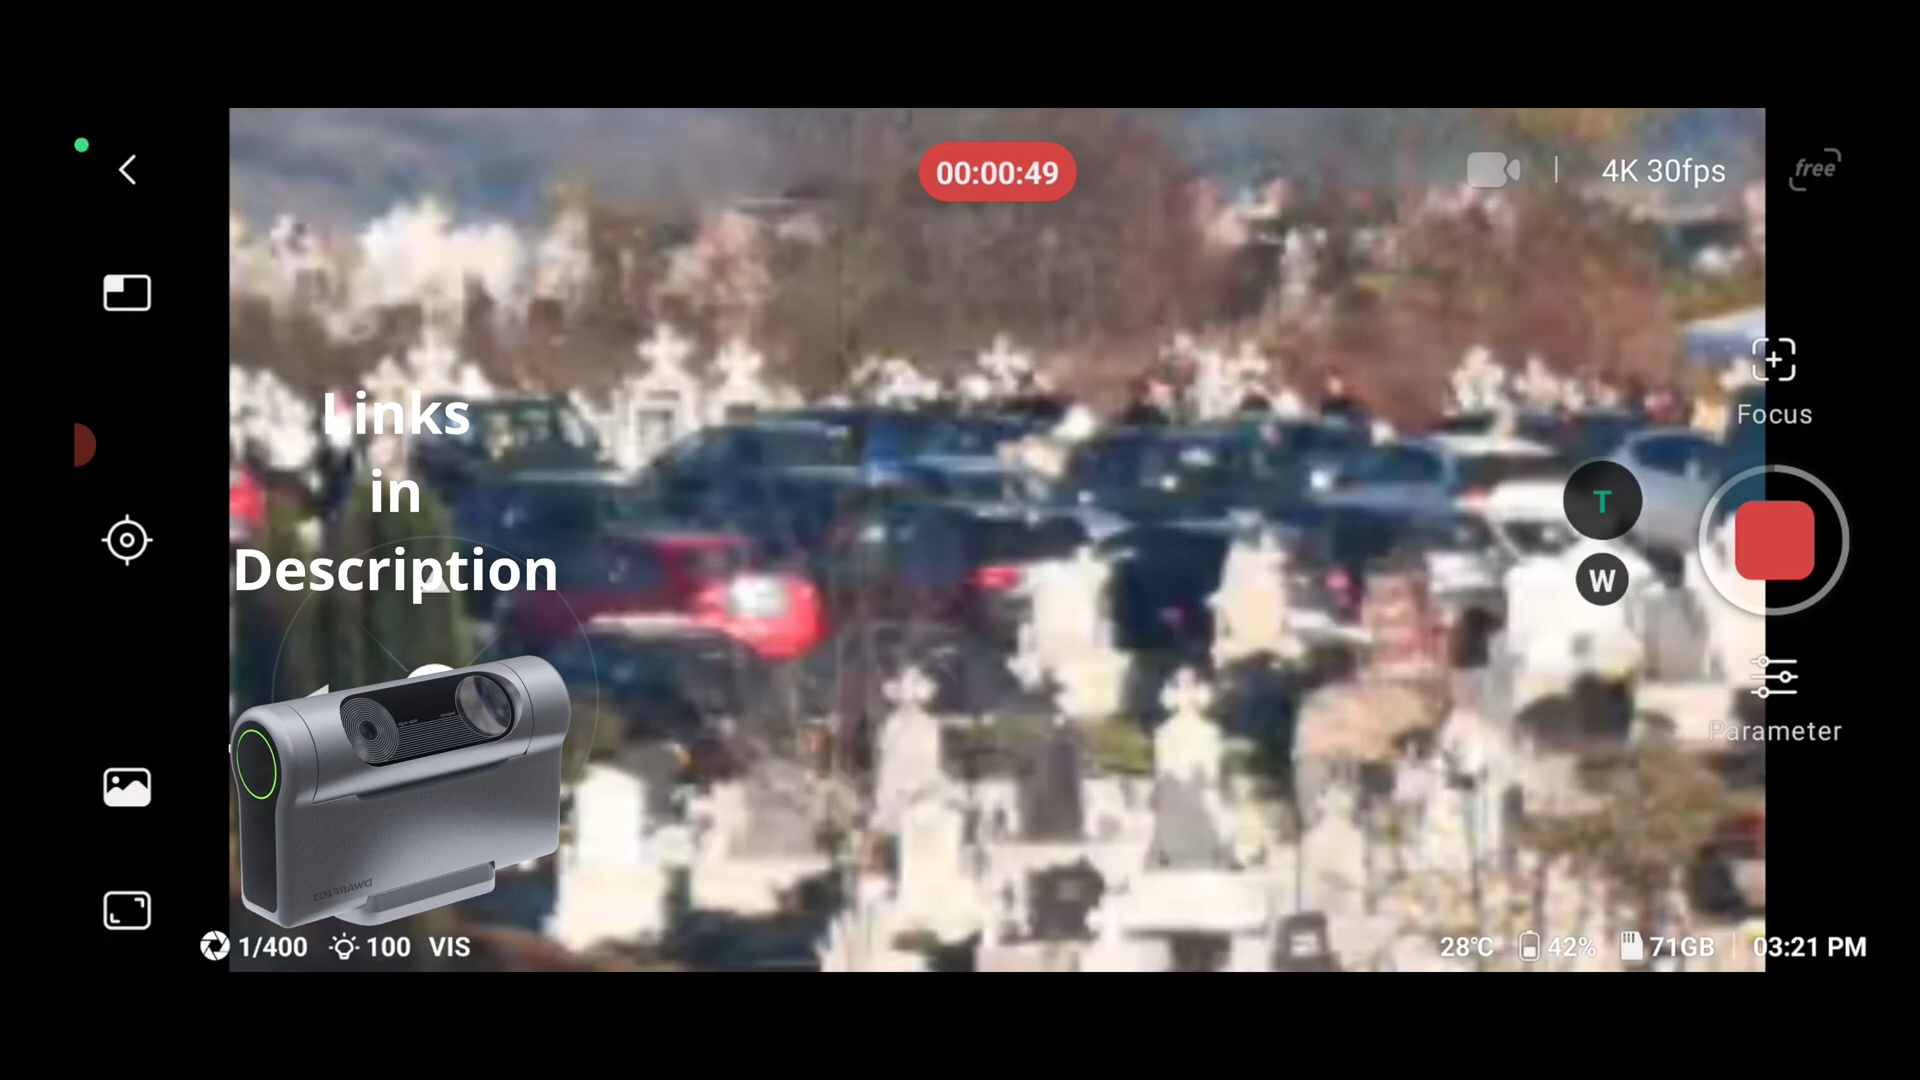 00:00:49
4K 30fps
free
Links
in
Description
Focus
T
W
Parameter
1/400
100
VIS
28°C
42%
71GB
03:21 PM